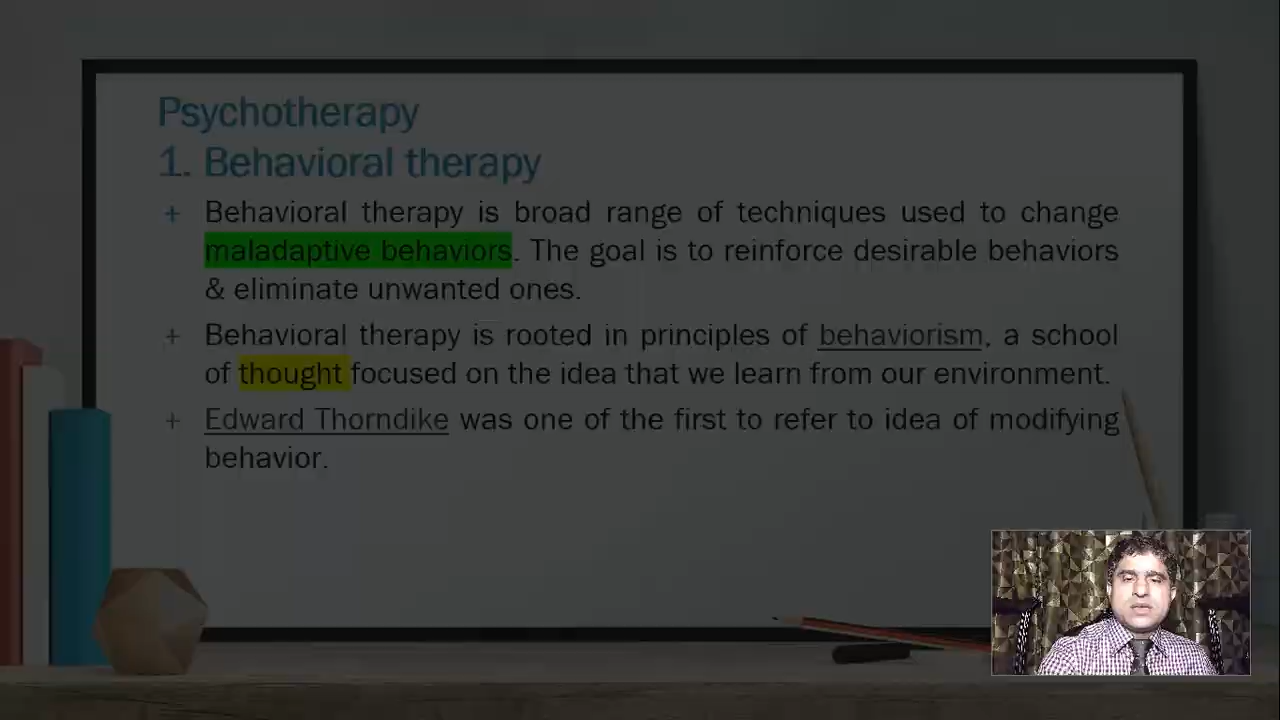 Psychotherapy
1. Behavioral therapy
+ Behavioral therapy is broad range of techniques used to change
maladaptive behaviors. The goal is to reinforce desirable behaviors
& eliminate unwanted ones.
+ Behavioral therapy is rooted in principles of behaviorism, a school
of thought focused on the idea that we learn from our environment.
+ Edward Thorndike was one of the first to refer to idea of modifying
behavior.